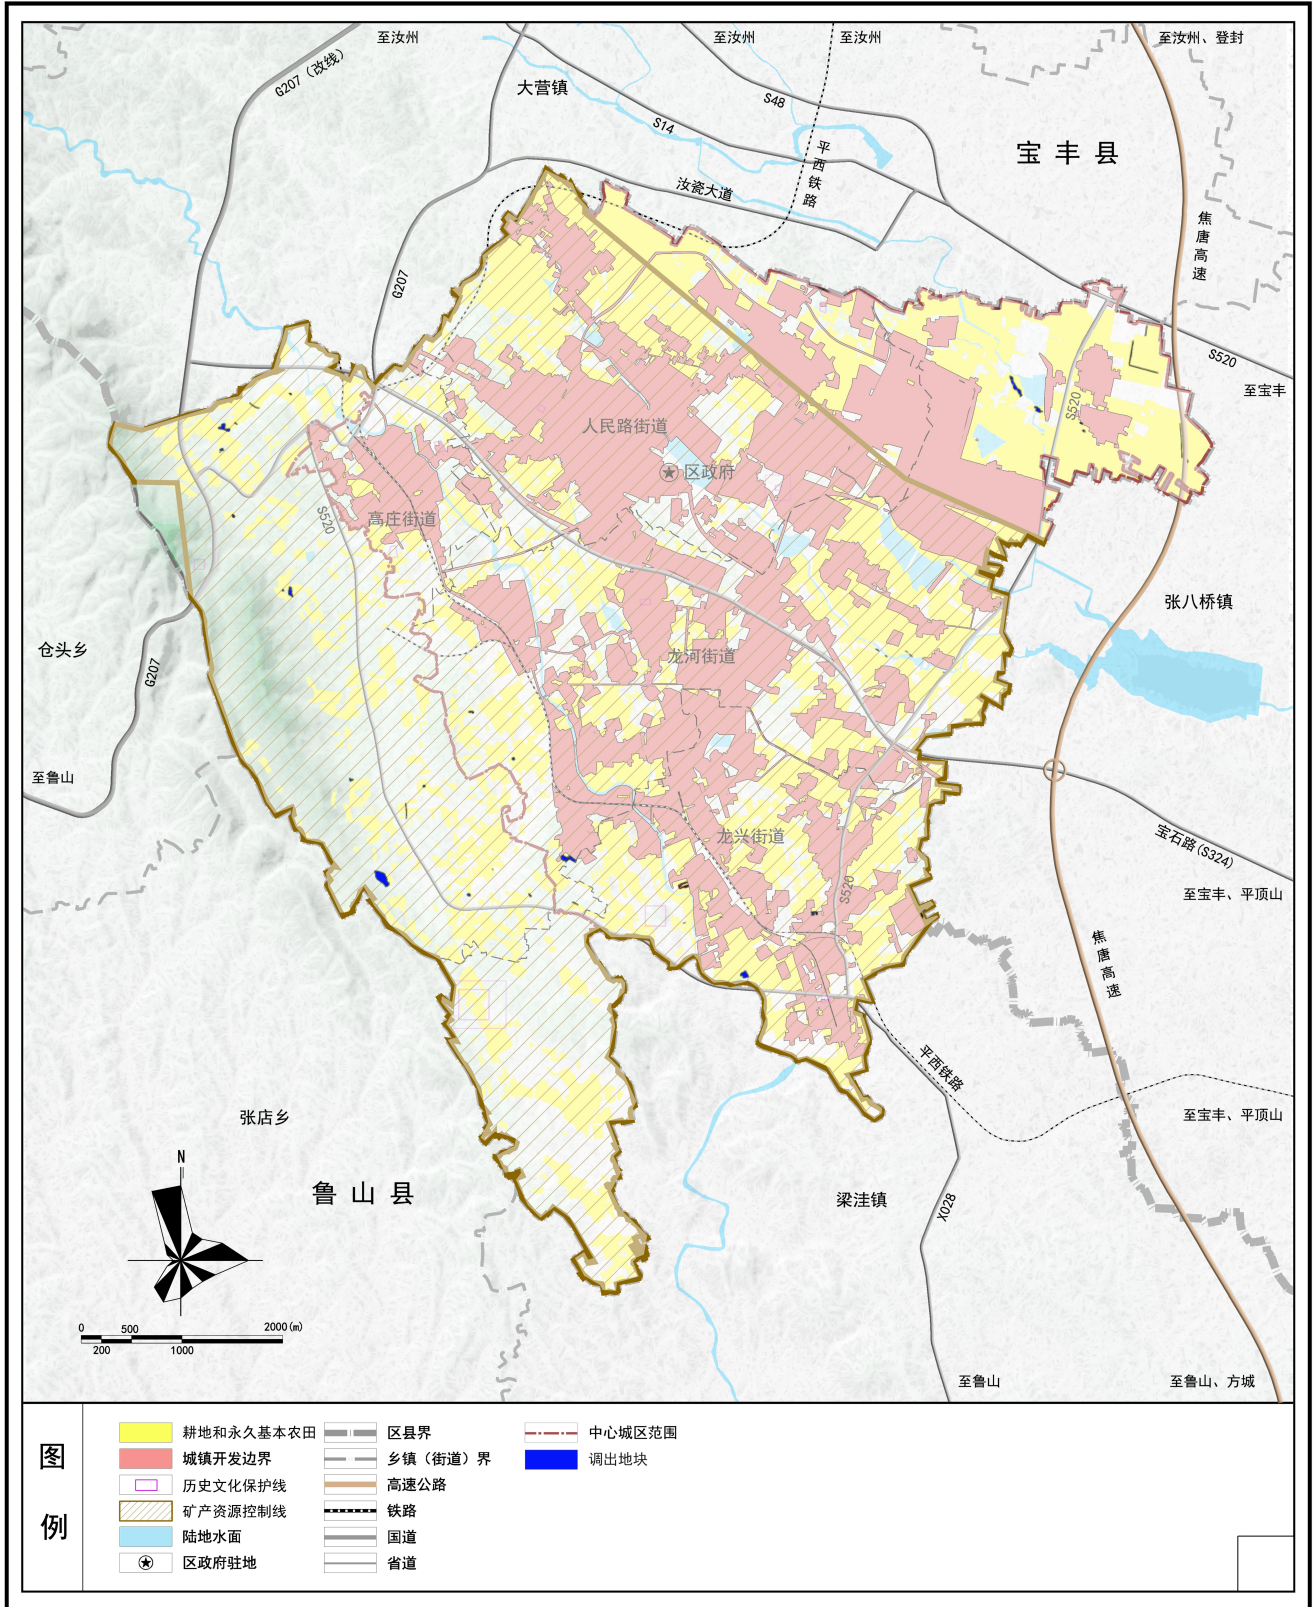 至汝州
至汝州
至汝州
至汝州、登封
G207（改线）
大营镇
S48
S14
平西铁路
宝丰县
汝瓷大道
焦唐高速
G207
S520
至宝丰
S520
人民路街道
区政府
高庄街道
S520
张八桥镇
仓头乡
G207
龙河街道
至鲁山
龙兴街道
宝石路(S324)
S520
至宝丰、平顶山
焦唐高速
平西铁路
张店乡
至宝丰、平顶山
N
鲁山县
梁洼镇
X028
0
500
2000(m)
200
1000
至鲁山
至鲁山、方城
图例
耕地和永久基本农田
城镇开发边界
历史文化保护线
矿产资源控制线
陆地水面
区政府驻地
区县界
乡镇（街道）界
高速公路
铁路
国道
省道
中心城区范围
调出地块